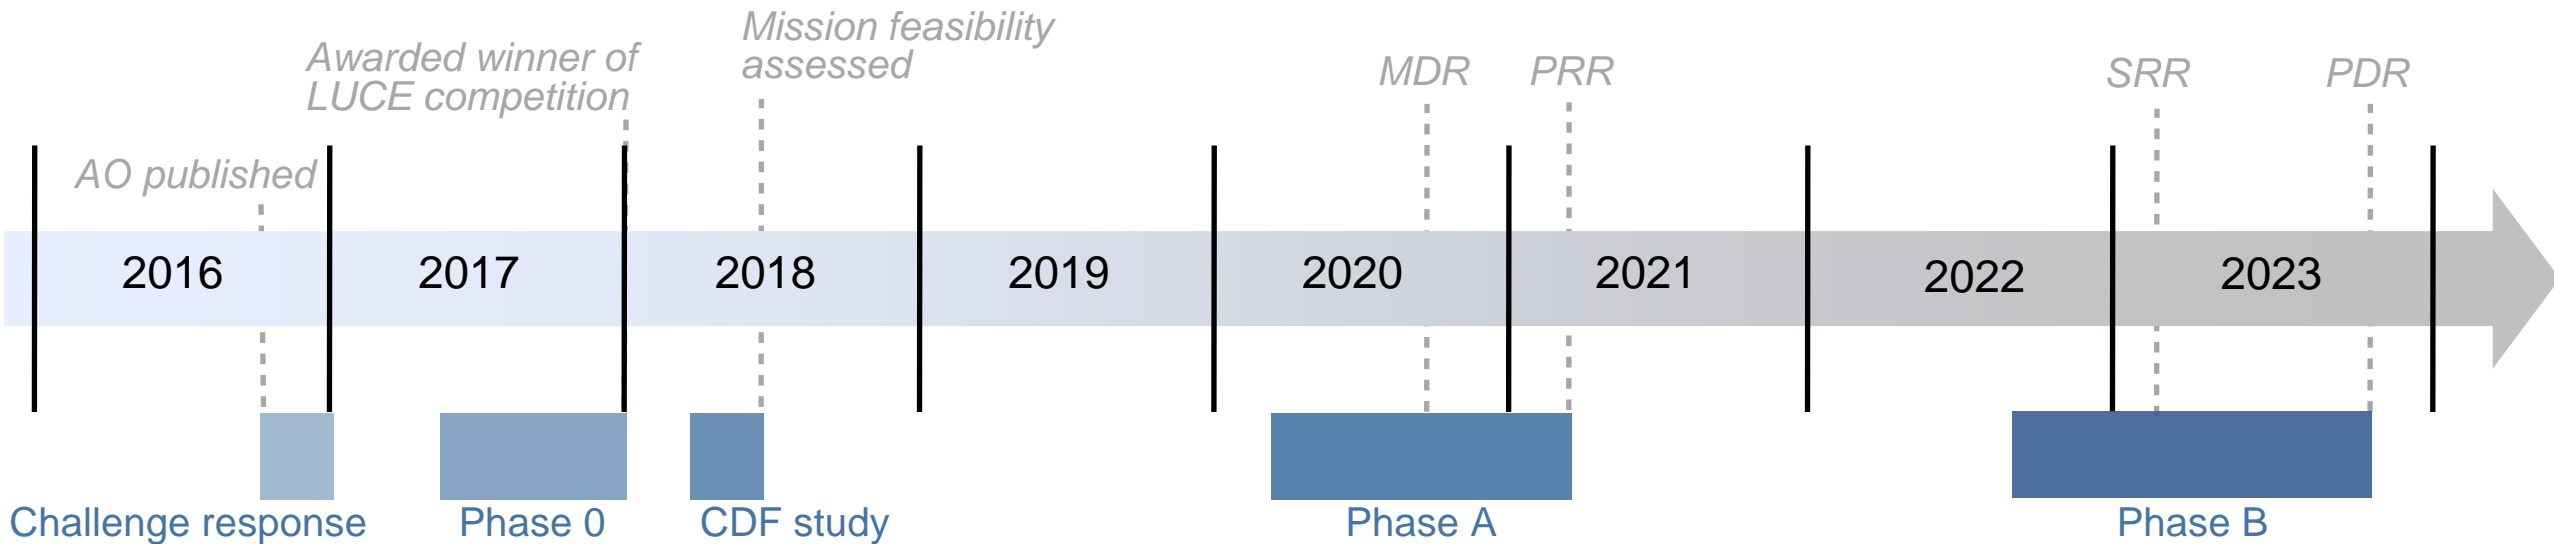 Mission feasibility
assessed
Awarded winner of
LUCE competition
MDR
PRR
SRR
PDR
AO published
2016
2017
2018
2019
2020
2021
2022
2023
Challenge response
Phase 0
CDF study
Phase A
Phase B